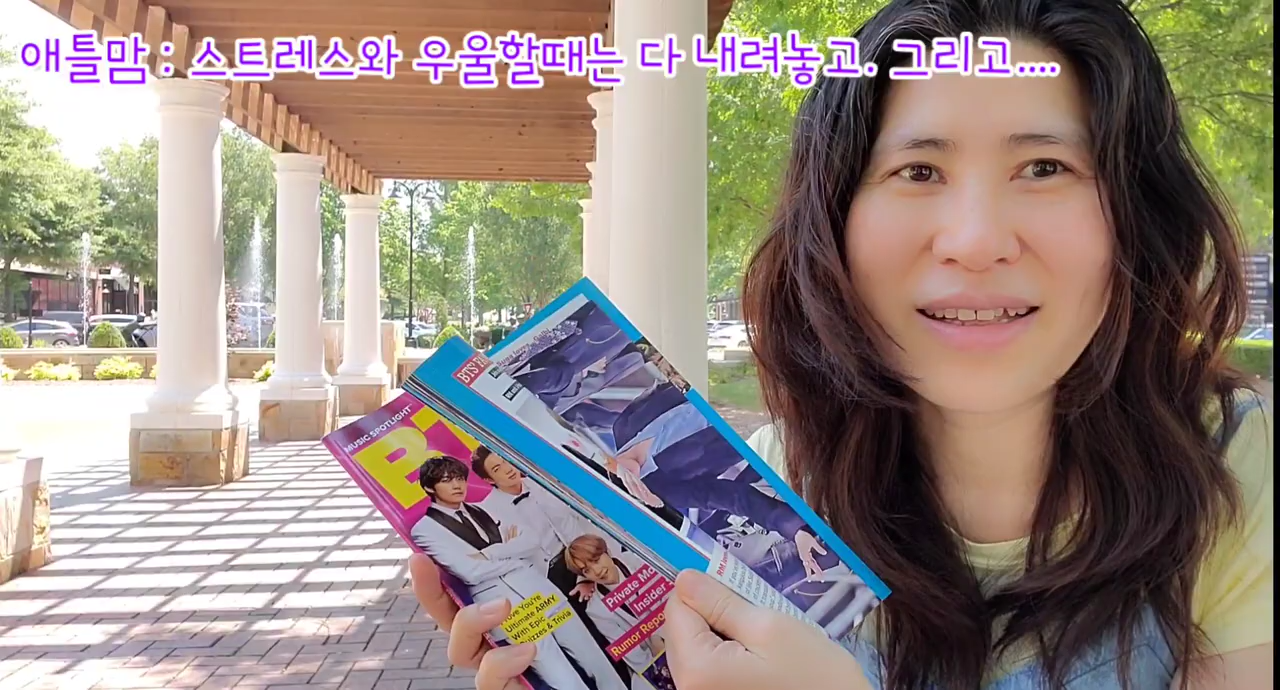 애틀맘 : 스트레스와 우울할때는 다 내려놓고. 그리고....
BTS' F
MUSIC SPOTLIGHT
BT
RM
Private Mo
Insider
Rumor Repo
Prove You're
Ultimate ARMY
With Epic
Quizzes & Trivia